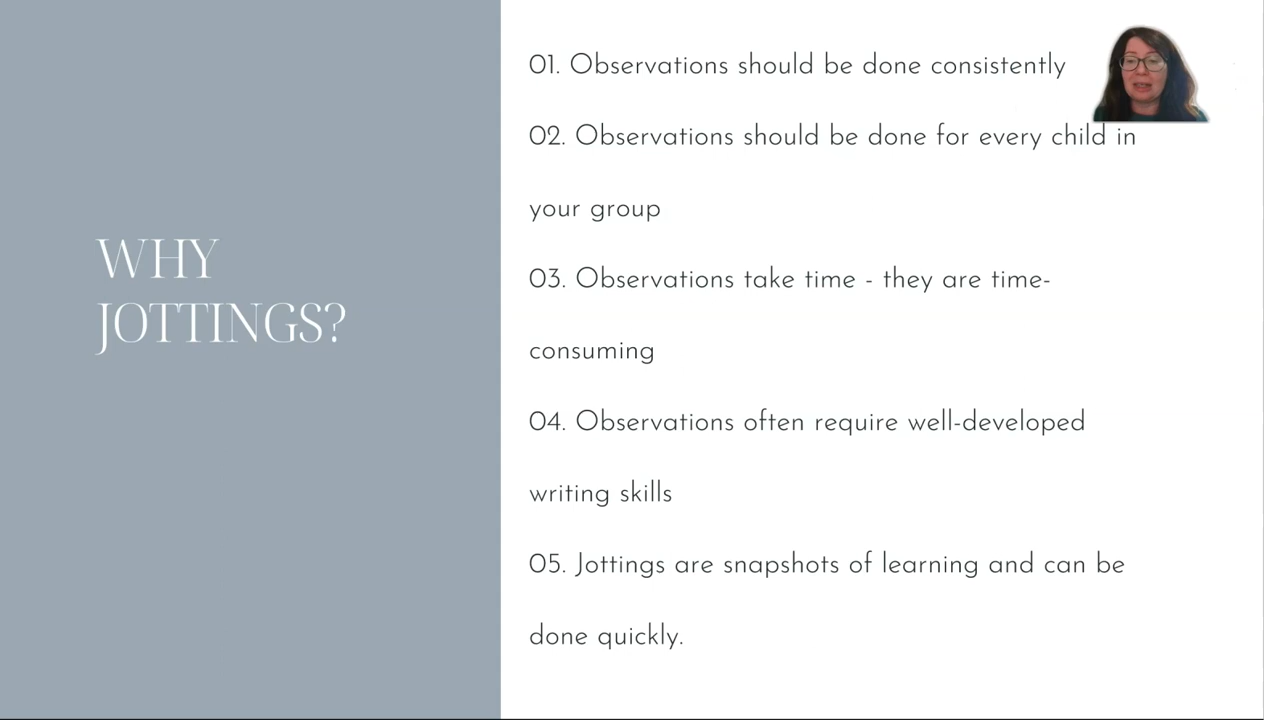 WHY
JOTTINGS?
01. Observations should be done consistently
02. Observations should be done for every child in
your group
03. Observations take time - they are time-
consuming
04. Observations often require well-developed
writing skills
05. Jottings are snapshots of learning and can be
done quickly.